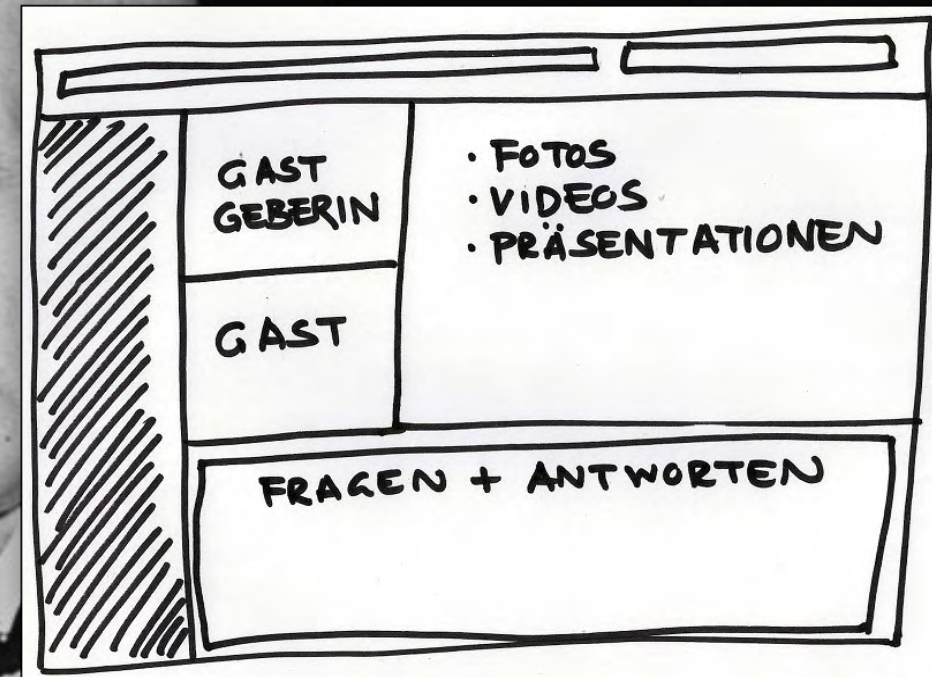 GAST
GEBERIN
GAST
· FOTOS
· VIDEOS
· PRÄSENTATIONEN
FRAGEN + ANTWORTEN